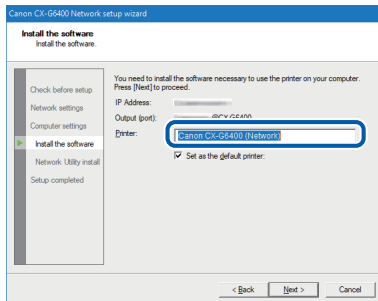 Canon CX-G6400 Network setup wizard
Install the software
Install the software.
Check before setup
Network settings
Computer settings
Install the software
Network Utility install
Setup completed
You need to install the software necessary to use the printer on your computer.
Press [Next] to proceed.
IP Address:
Output (port): @CX G6400
Printer: Canon CX-G6400 (Network)
Set as the default printer:
< Back Next > Cancel